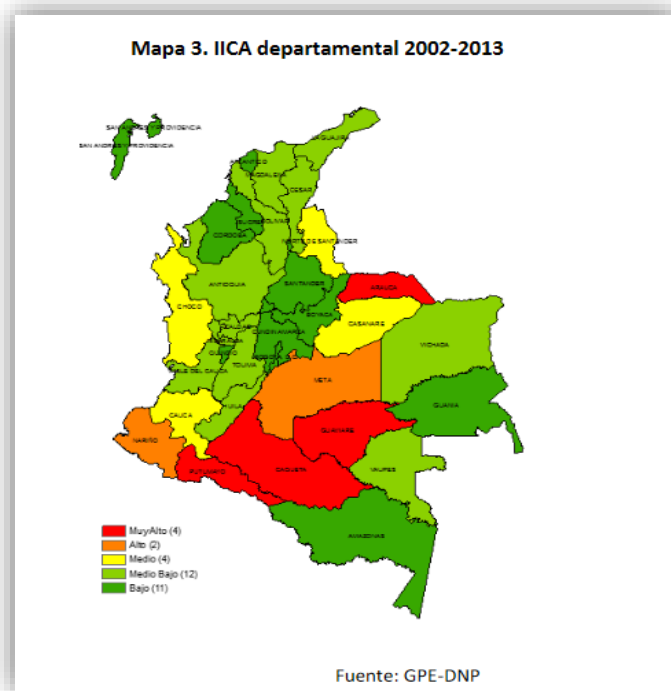 Mapa 3. IICA departamental 2002-2013
SAN ANDRES Y PROVIDENCIA
SAN ANDRES Y PROVIDENCIA
LA GUAJIRA
ATLANTICO
MAGDALENA
CESAR
SUCRE
BOLIVAR
CORDOBA
NORTE DE SANTANDER
ANTIOQUIA
SANTANDER
ARAUCA
BOYACA
CHOCO
CASANARE
CALDAS
CUNDINAMARCA
VICHADA
QUINDIO
TOLIMA
VALLE DEL CAUCA
META
GUANIA
HUILA
CAUCA
GUAVIARE
NARIÑO
PUTUMAYO
CAQUETA
VAUPES
AMAZONAS
MuyAlto (4)
Alto (2)
Medio (4)
Medio Bajo (12)
Bajo (11)
Fuente: GPE-DNP